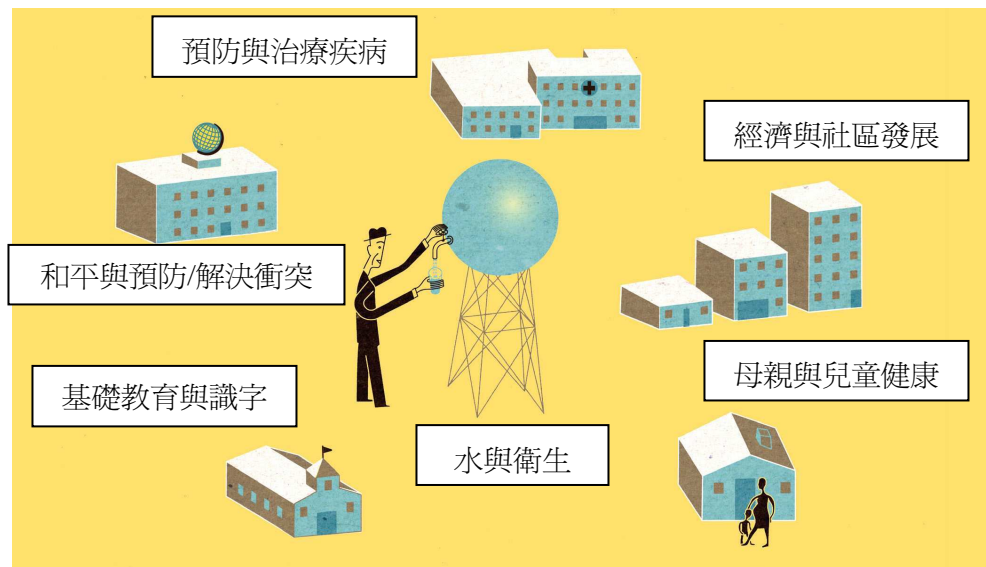 預防與治療疾病
經濟與社區發展
和平與預防/解決衝突
母親與兒童健康
基礎教育與識字
水與衛生